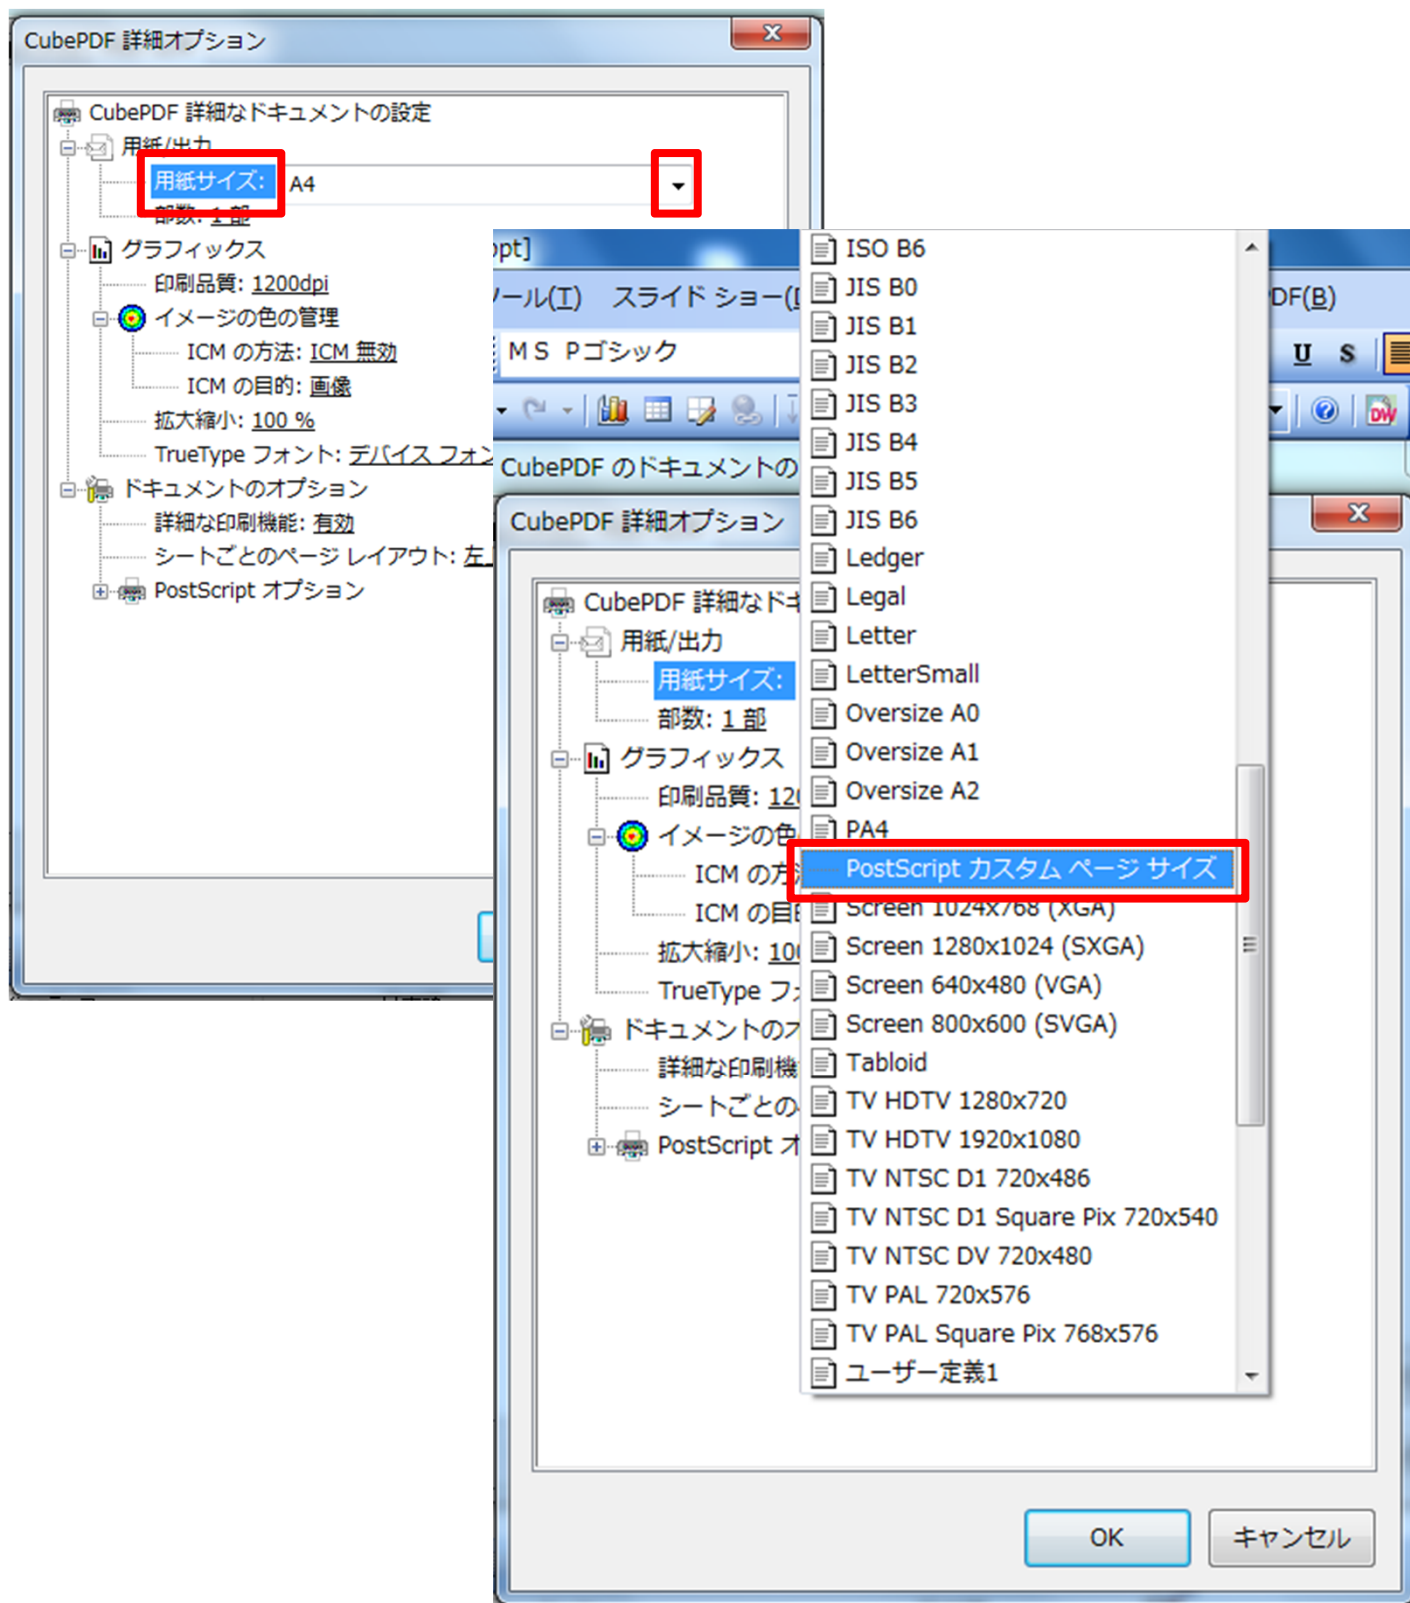 CubePDF 詳細オプション
CubePDF 詳細なドキュメントの設定
用紙/出力
用紙サイズ: A4
部数: 1 部
グラフィックス
印刷品質: 1200dpi
イメージの色の管理
ICM の方法: ICM 無効
ICM の目的: 画像
拡大縮小: 100 %
TrueType フォント: デバイス フォン
ドキュメントのオプション
詳細な印刷機能: 有効
シートごとのページ レイアウト: 左
PostScript オプション
ppt]
ツール(T) スライド ショー(D DF(B)
MS Pゴシック U S
DW
CubePDF のドキュメントの
CubePDF 詳細オプション
CubePDF 詳細なドキ
用紙/出力
用紙サイズ:
部数: 1 部
グラフィックス
印刷品質: 120
イメージの色
ICM の方
ICM の目
拡大縮小: 100
TrueType フ
ドキュメントのオ
詳細な印刷機
シートごとの
PostScript オ
ISO B6
JIS B0
JIS B1
JIS B2
JIS B3
JIS B4
JIS B5
JIS B6
Ledger
Legal
Letter
LetterSmall
Oversize A0
Oversize A1
Oversize A2
PA4
PostScript カスタム ページ サイズ
Screen 1024x768 (XGA)
Screen 1280x1024 (SXGA)
Screen 640x480 (VGA)
Screen 800x600 (SVGA)
Tabloid
TV HDTV 1280x720
TV HDTV 1920x1080
TV NTSC D1 720x486
TV NTSC D1 Square Pix 720x540
TV NTSC DV 720x480
TV PAL 720x576
TV PAL Square Pix 768x576
ユーザー定義1
OK キャンセル